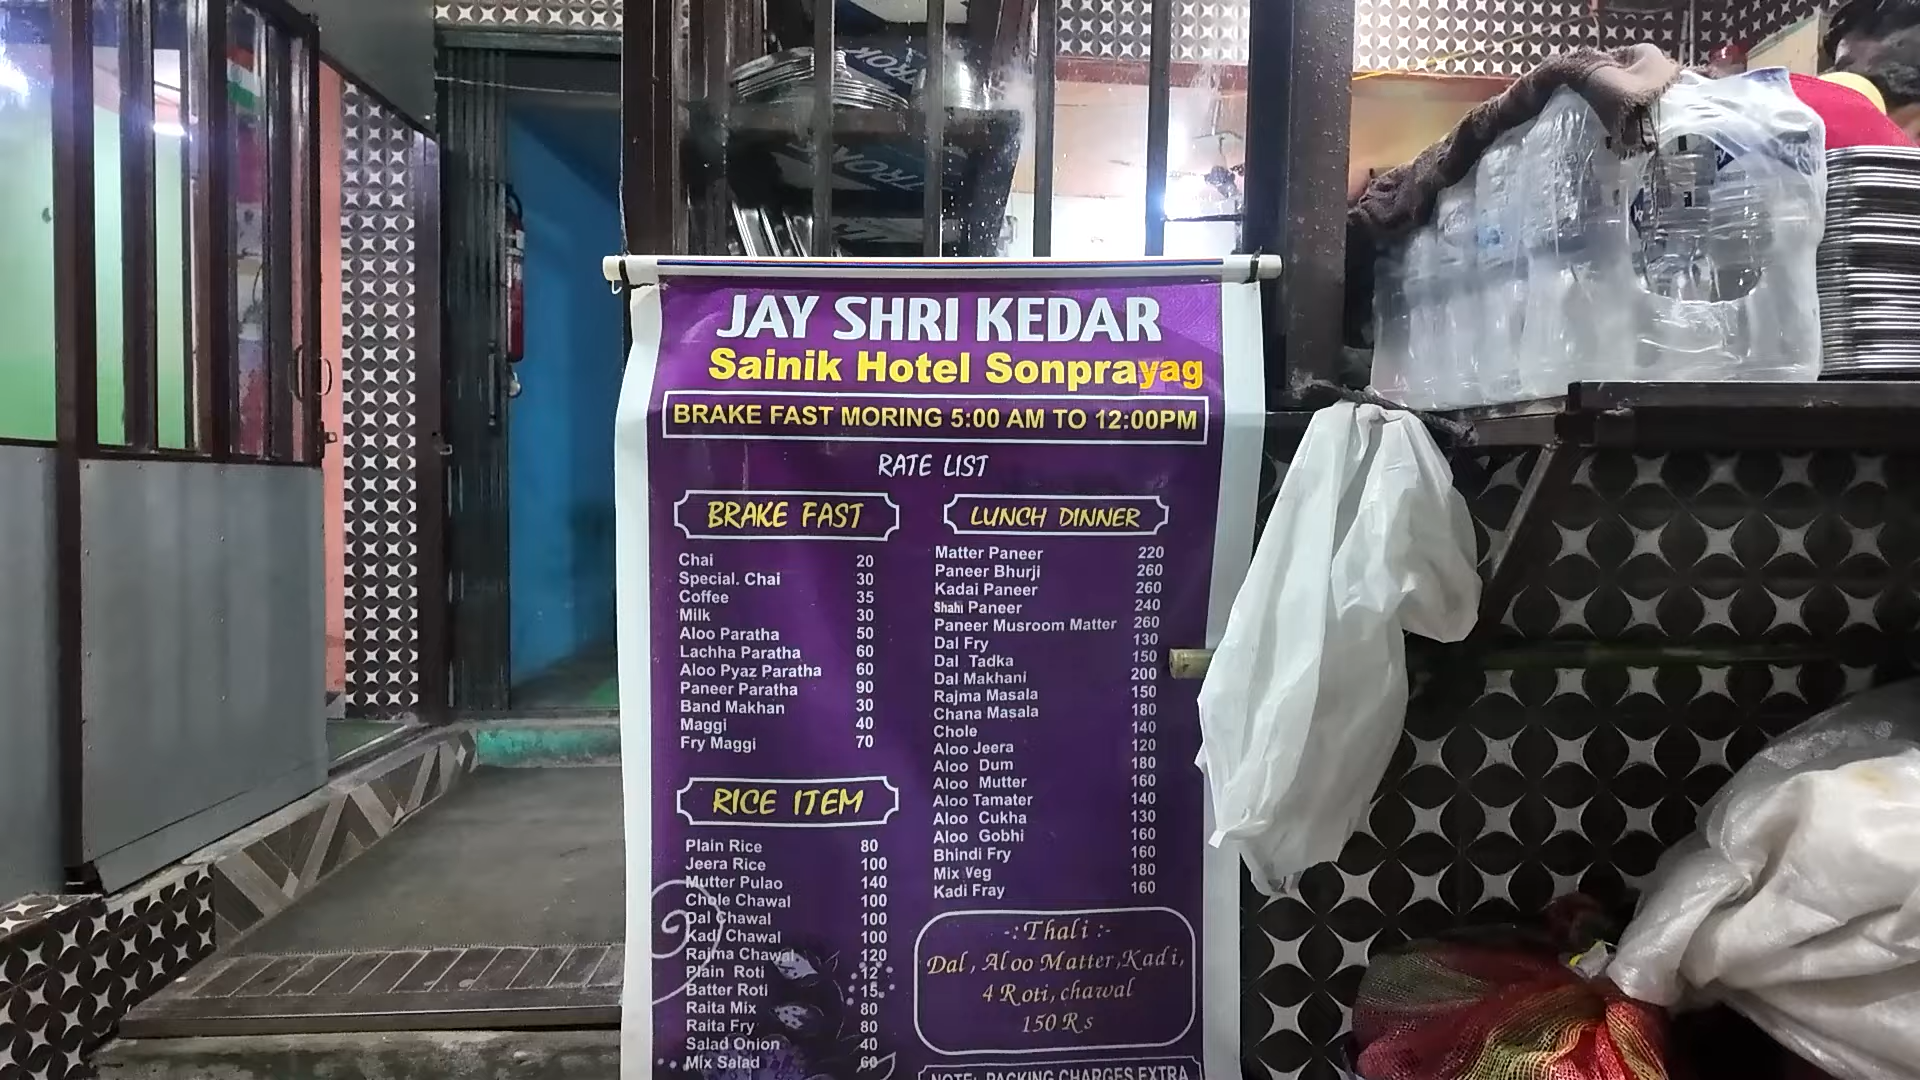 JAY SHRI KEDAR
Sainik Hotel Sonprayag
BRAKE FAST MORING 5:00 AM TO 12:00PM
RATE LIST
BRAKE FAST
Chai 20
Special. Chai 30
Coffee 35
Milk 30
Aloo Paratha 50
Lachha Paratha 60
Aloo Pyaz Paratha 60
Paneer Paratha 90
Band Makhan 30
Maggi 40
Fry Maggi 70
RICE ITEM
Plain Rice 80
Jeera Rice 100
Mutter Pulao 140
Chole Chawal 100
Dal Chawal 100
Kadi Chawal 100
Rajma Chawal 120
Plain Roti 12
Batter Roti 15
Raita Mix 80
Raita Fry 80
Salad Onion 40
Mix Salad 60
LUNCH DINNER
Matter Paneer 220
Paneer Bhurji 260
Kadai Paneer 260
Shahi Paneer 240
Paneer Musroom Matter 260
Dal Fry 130
Dal Tadka 150
Dal Makhani 200
Rajma Masala 150
Chana Masala 180
Chole 140
Aloo Jeera 120
Aloo Dum 180
Aloo Mutter 160
Aloo Tamater 140
Aloo Cukha 130
Aloo Gobhi 160
Bhindi Fry 160
Mix Veg 180
Kadi Fray 160
-: Thali :-
Dal, Aloo Matter, Kadi,
4 Roti, chawal
150 Rs
NOTE: PACKING CHARGES EXTRA